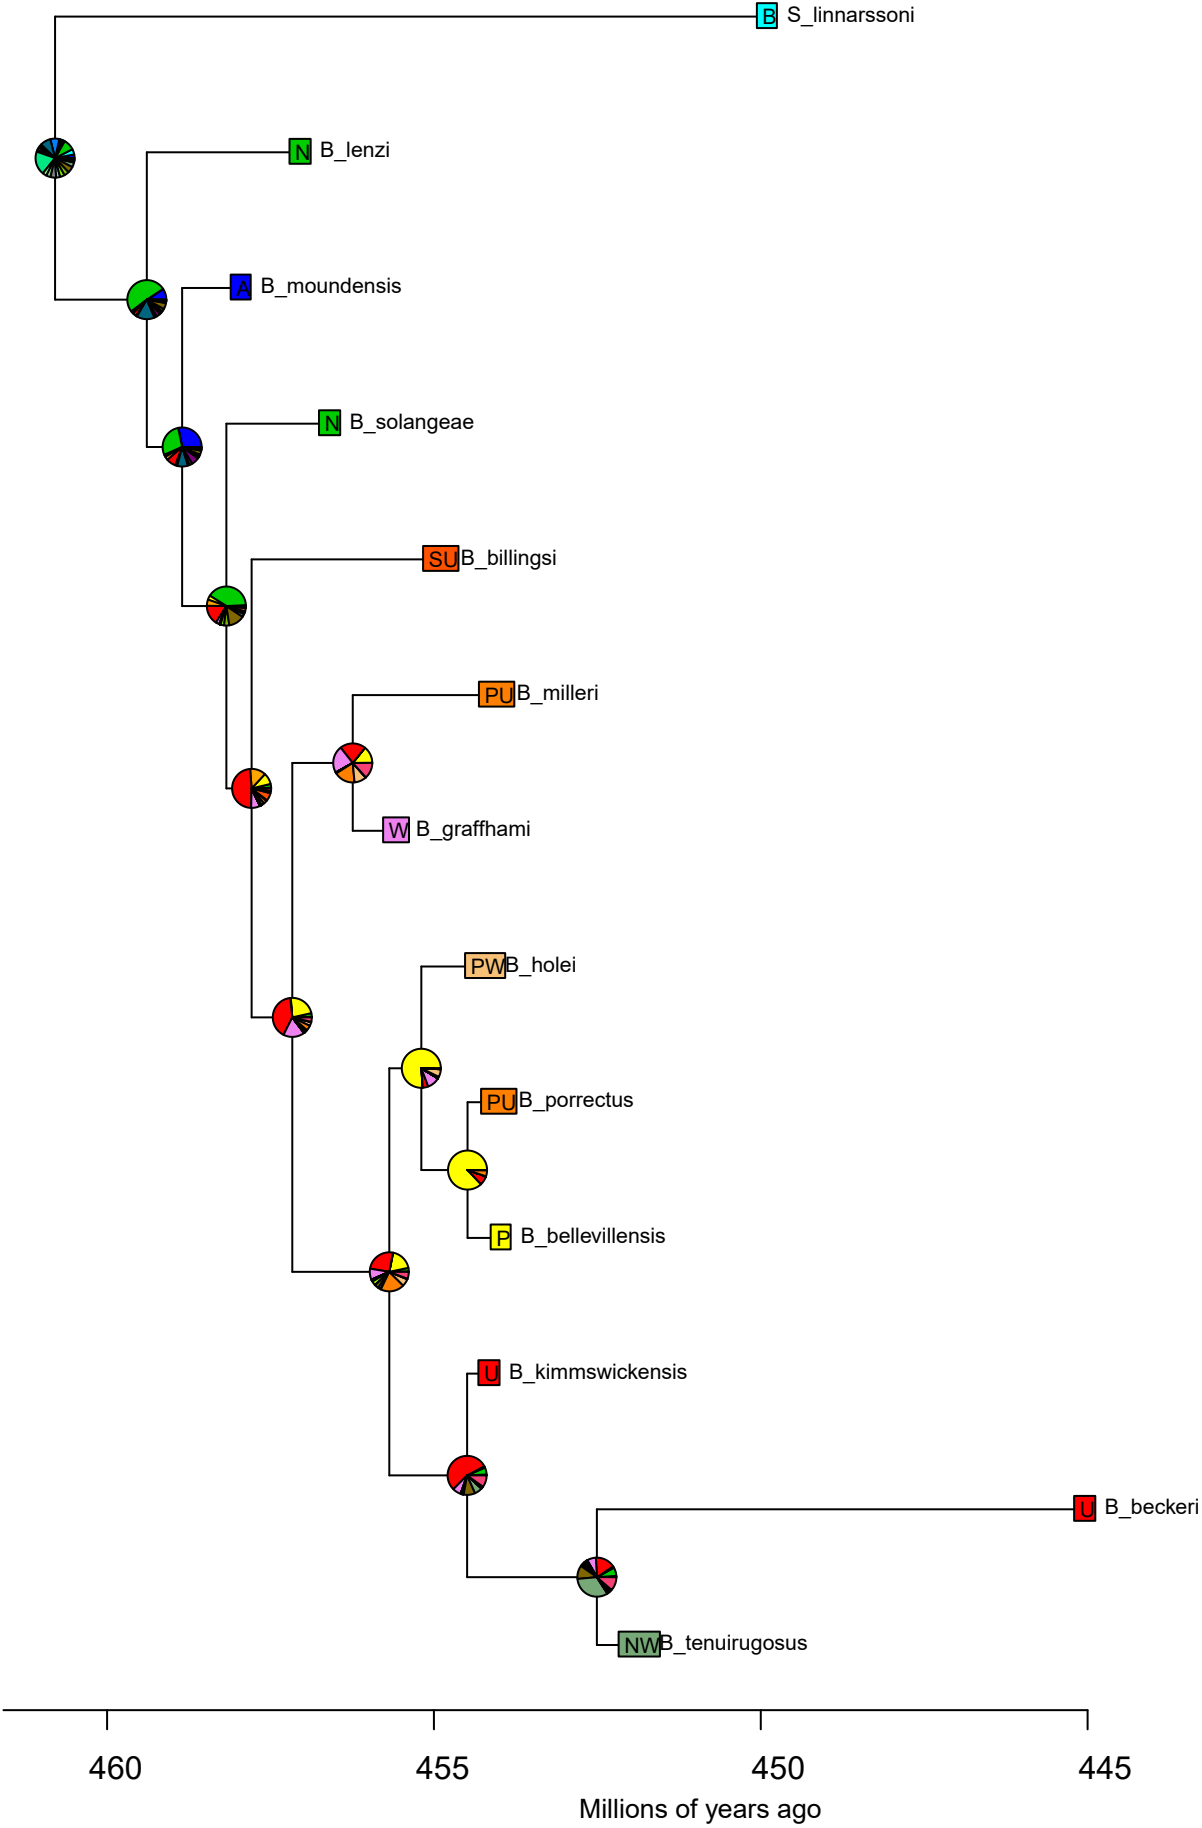 B S_linnarssoni
N B_lenzi
A B_moundensis
N B_solangeae
SU B_billingsi
PU B_milleri
W B_graffhami
PW B_holei
PU B_porrectus
P B_bellevillensis
U B_kimmswickensis
U B_beckeri
NW B_tenuirugosus
460 455 450 445
Millions of years ago